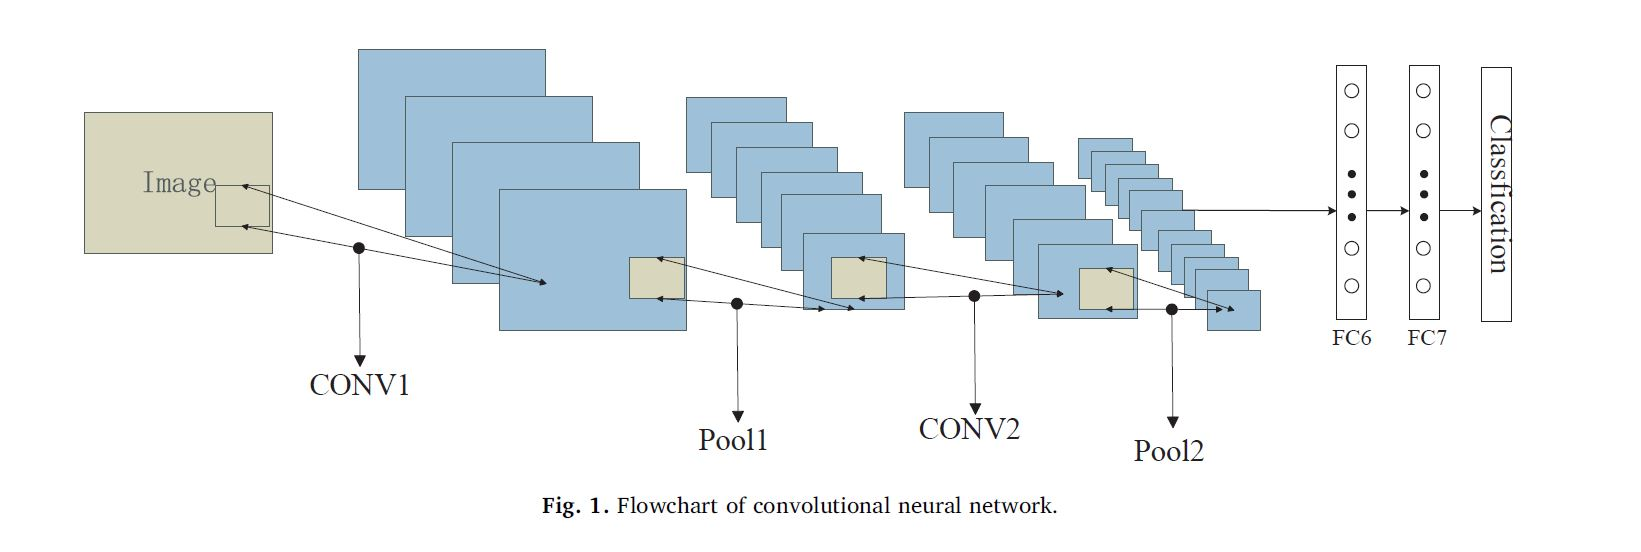 Image
CONV1
Pool1
CONV2
Pool2
FC6
FC7
Classfication
Fig. 1. Flowchart of convolutional neural network.